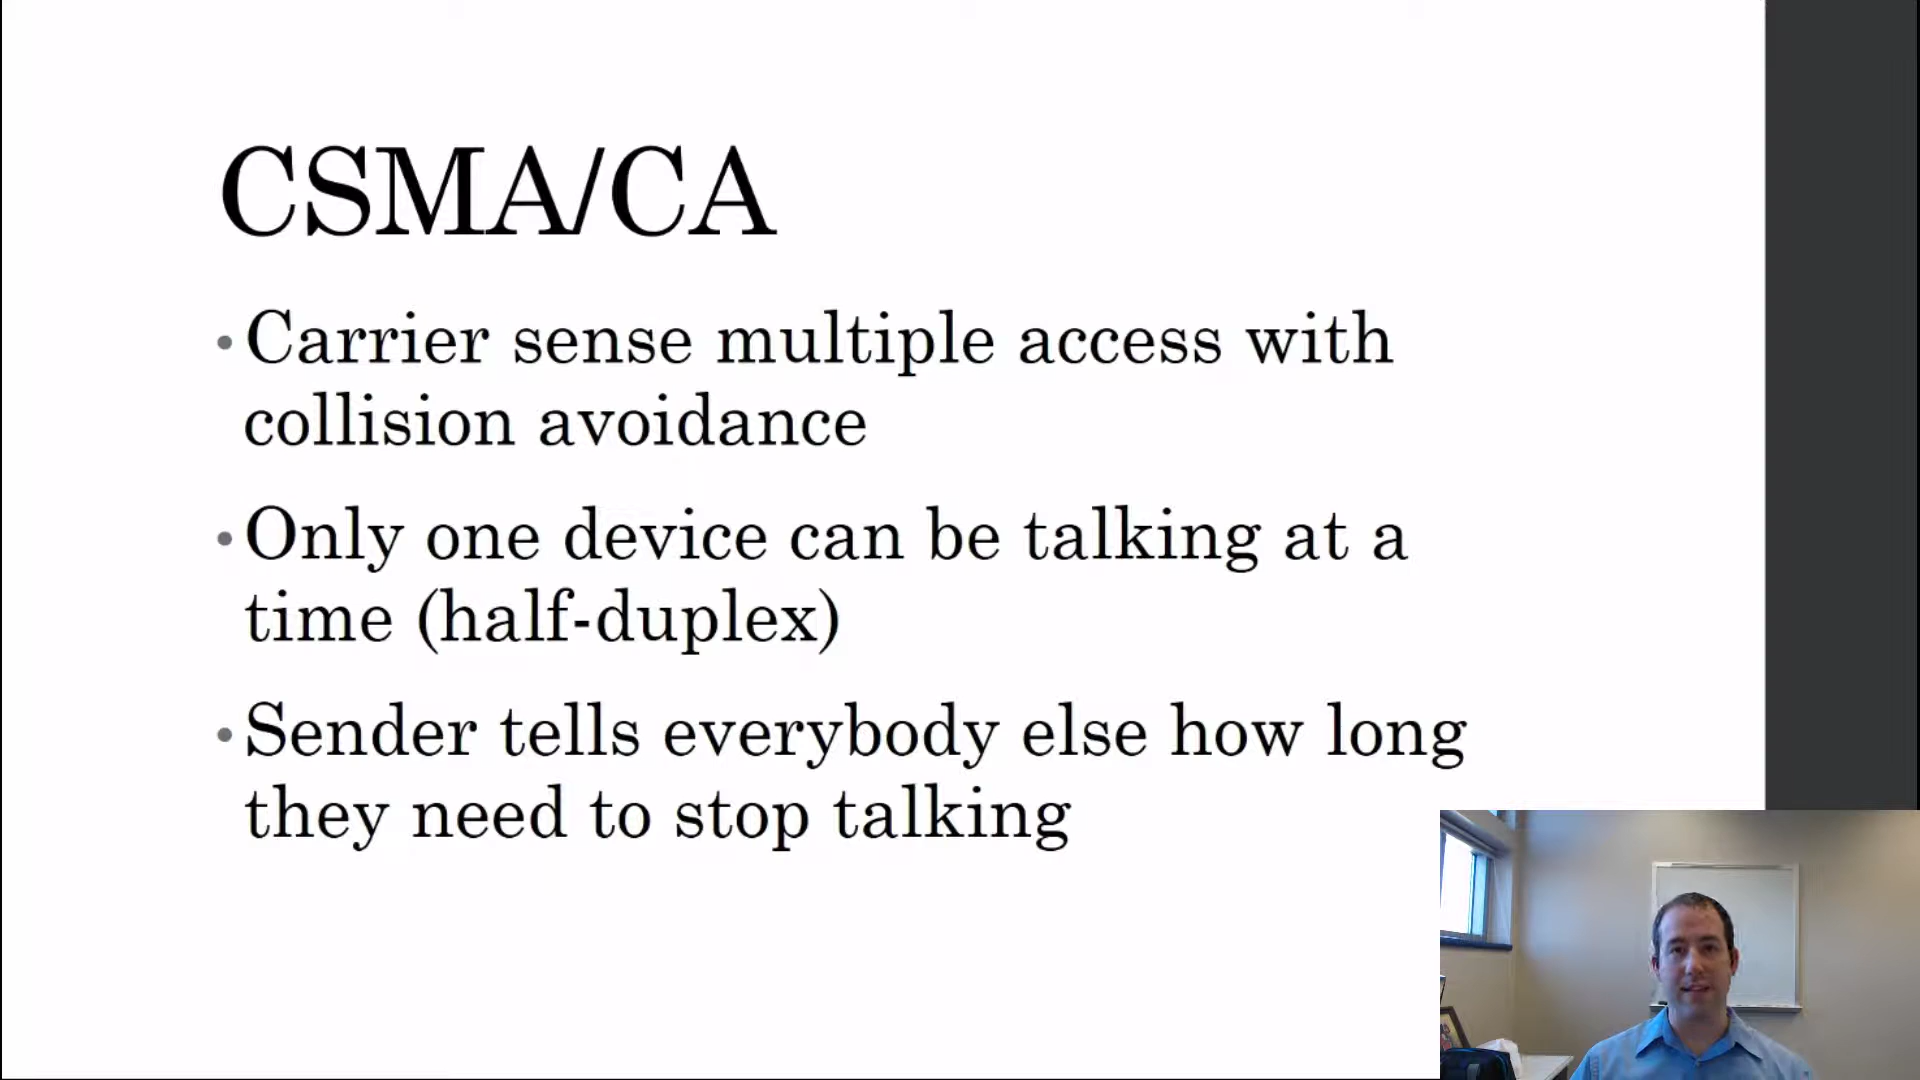 CSMA/CA
• Carrier sense multiple access with
collision avoidance
• Only one device can be talking at a
time (half-duplex)
• Sender tells everybody else how long
they need to stop talking